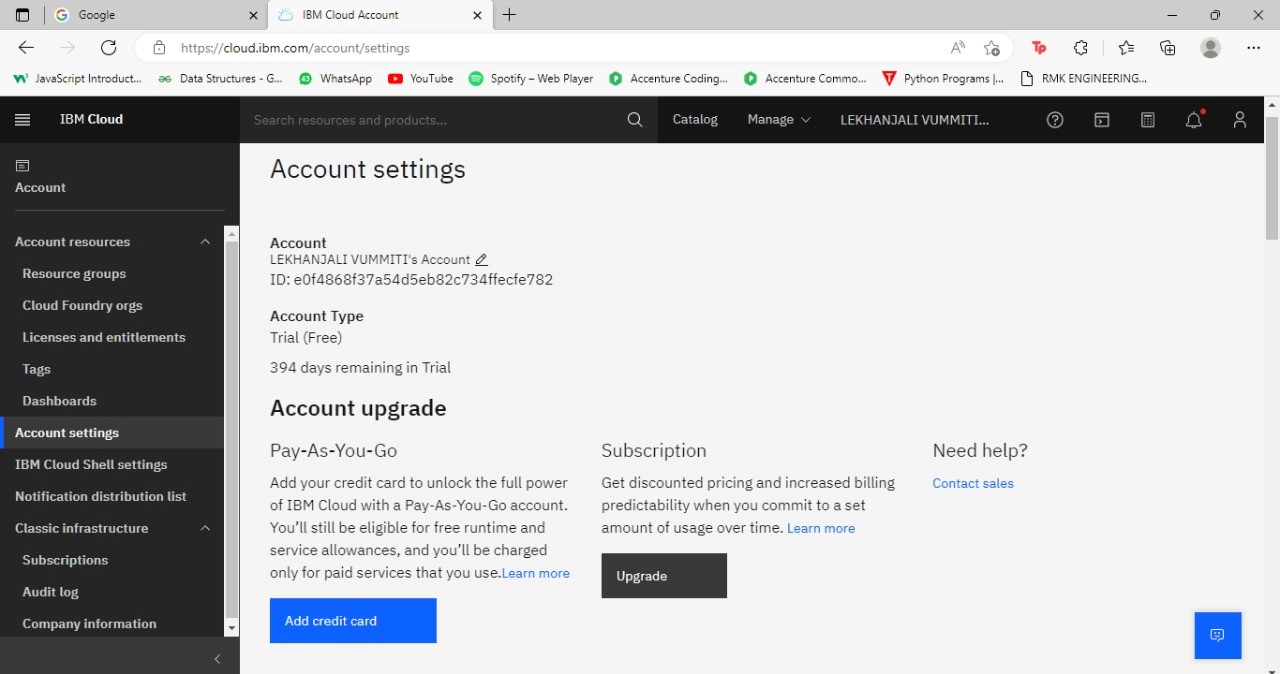 Google
IBM Cloud Account
https://cloud.ibm.com/account/settings
JavaScript Introduct...
Data Structures - G...
WhatsApp
YouTube
Spotify – Web Player
Accenture Coding...
Accenture Commo...
Python Programs |...
RMK ENGINEERING...
IBM Cloud
Search resources and products...
Catalog
Manage
LEKHANJALI VUMMITI...
Account
Account resources
Resource groups
Cloud Foundry orgs
Licenses and entitlements
Tags
Dashboards
Account settings
IBM Cloud Shell settings
Notification distribution list
Classic infrastructure
Subscriptions
Audit log
Company information
Account settings
Account
LEKHANJALI VUMMITI's Account
ID: e0f4868f37a54d5eb82c734ffecfe782
Account Type
Trial (Free)
394 days remaining in Trial
Account upgrade
Pay-As-You-Go
Add your credit card to unlock the full power
of IBM Cloud with a Pay-As-You-Go account.
You’ll still be eligible for free runtime and
service allowances, and you’ll be charged
only for paid services that you use.Learn more
Add credit card
Subscription
Get discounted pricing and increased billing
predictability when you commit to a set
amount of usage over time. Learn more
Upgrade
Need help?
Contact sales